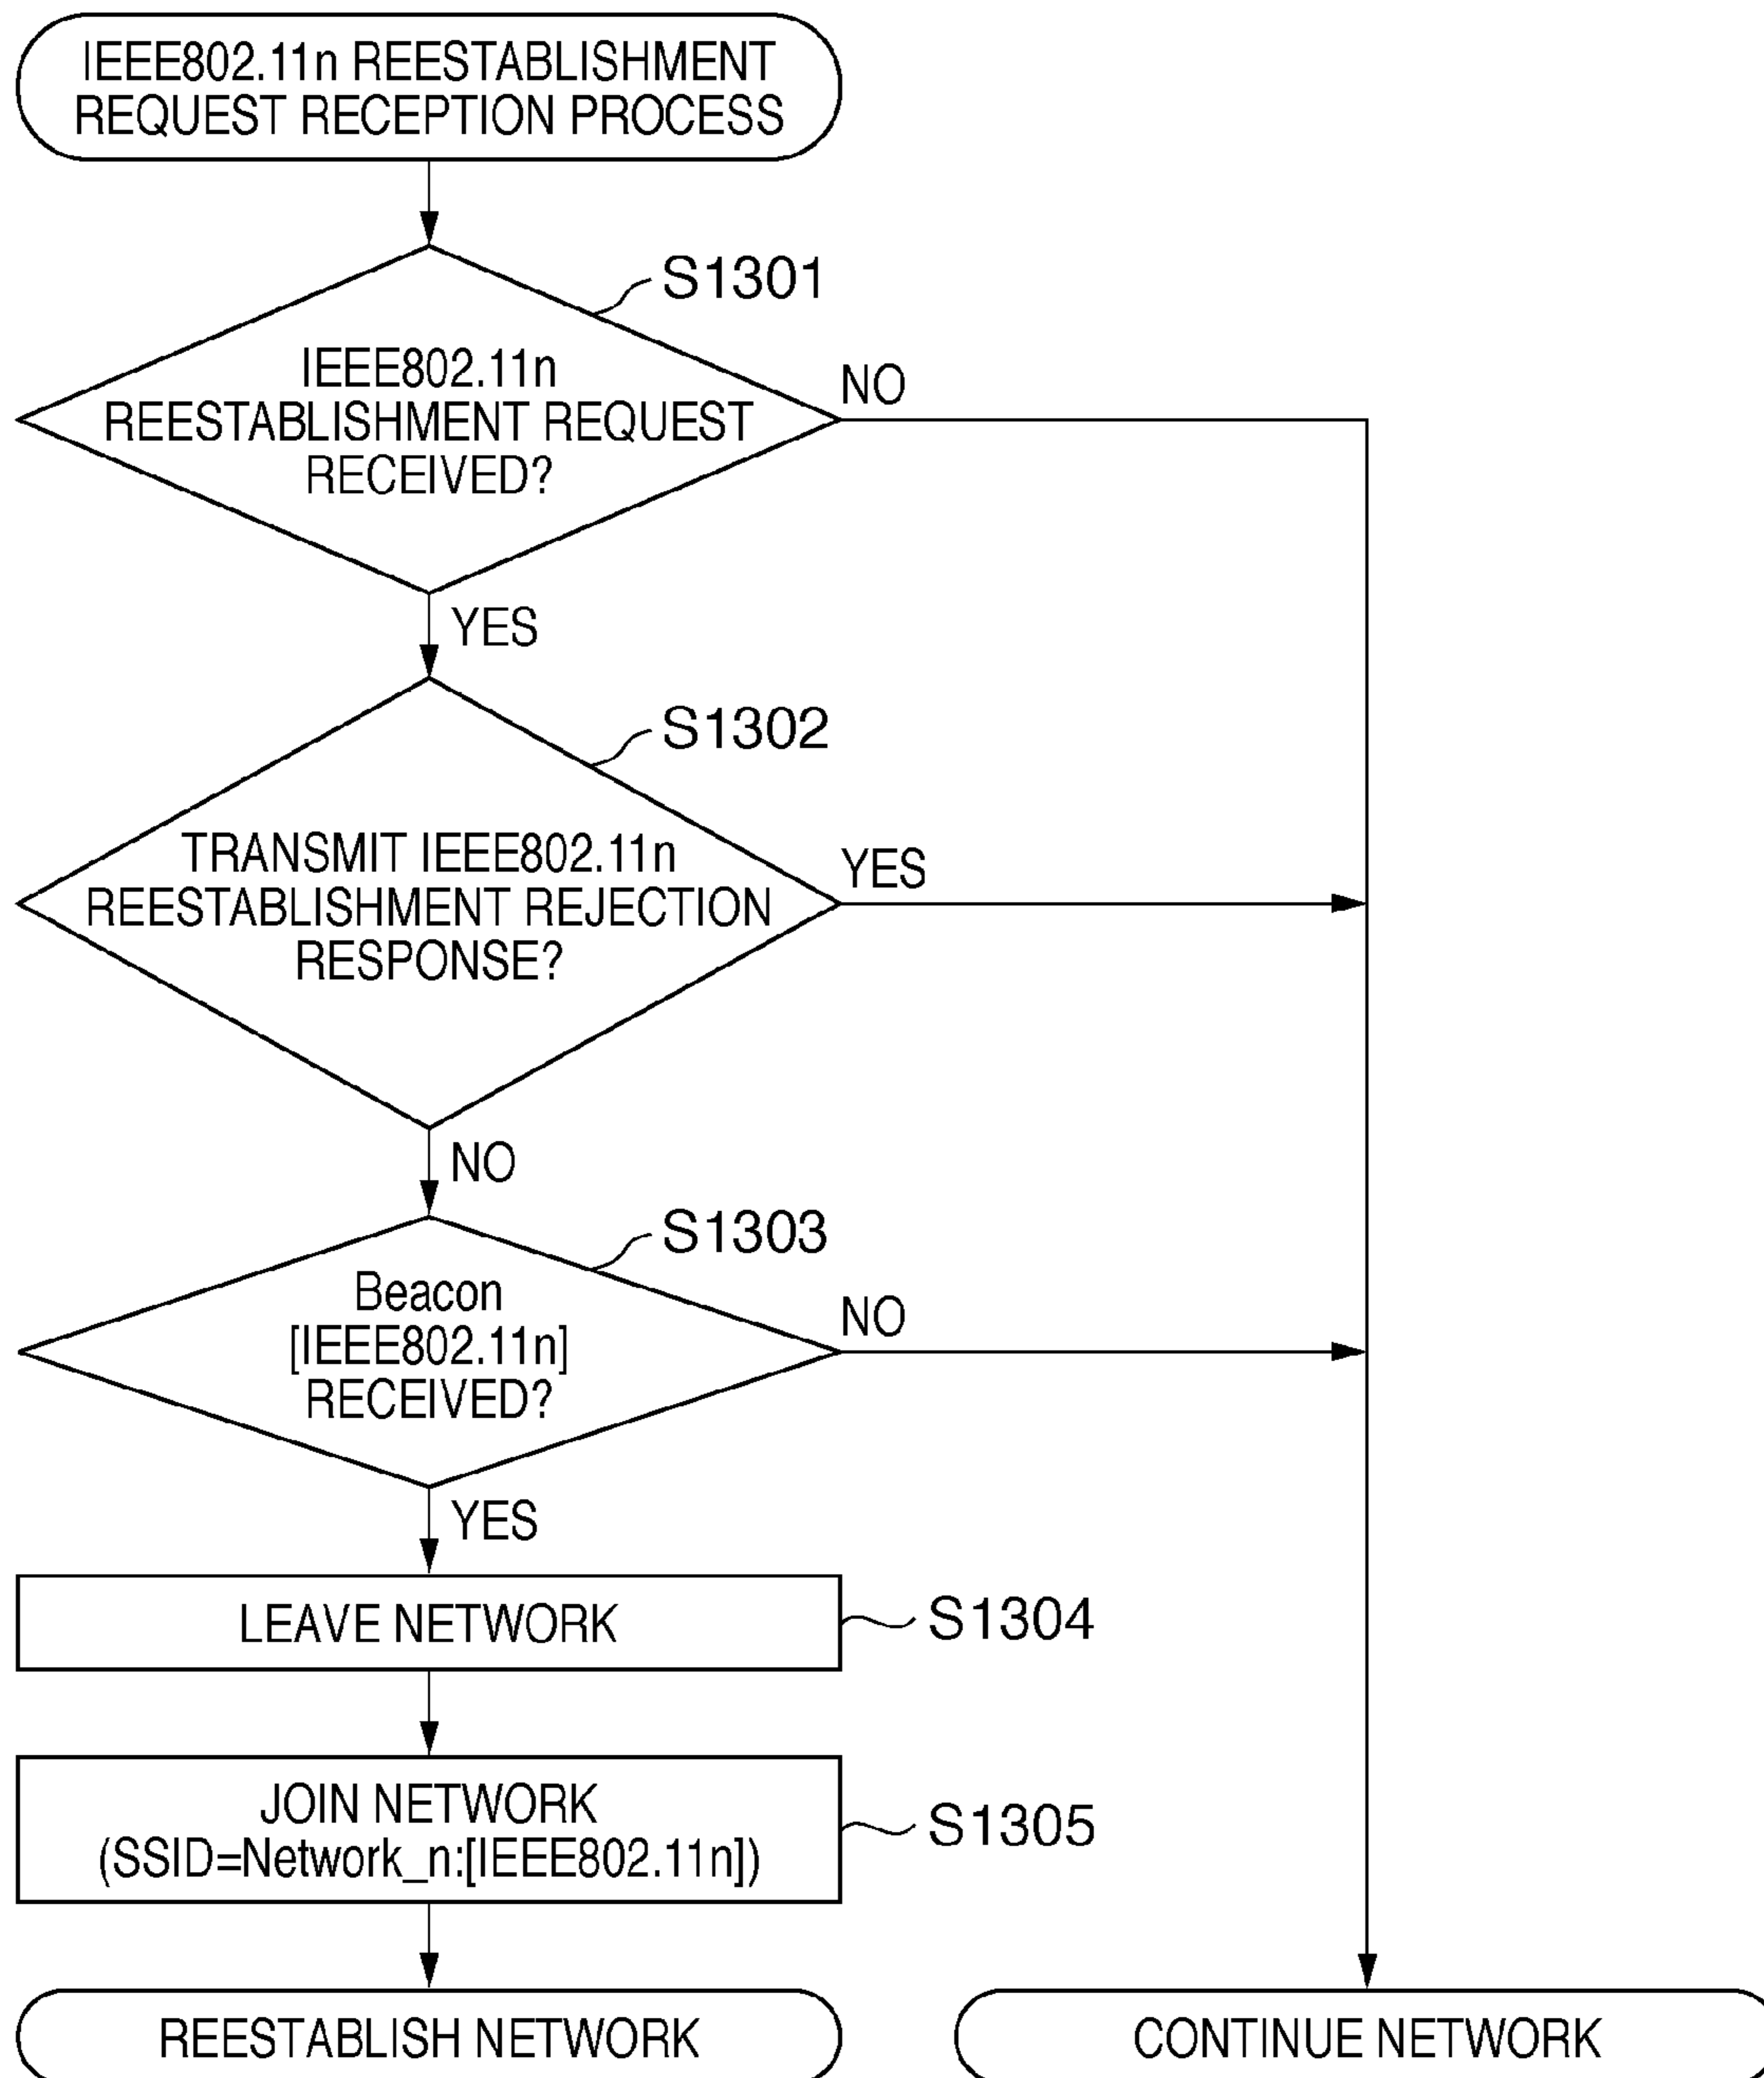 IEEE802.11n REESTABLISHMENT
REQUEST RECEPTION PROCESS
S1301
IEEE802.11n
REESTABLISHMENT REQUEST
RECEIVED?
NO
YES
S1302
TRANSMIT IEEE802.11n
REESTABLISHMENT REJECTION
RESPONSE?
YES
NO
S1303
Beacon
[IEEE802.11n]
RECEIVED?
NO
YES
LEAVE NETWORK
S1304
JOIN NETWORK
(SSID=Network_n:[IEEE802.11n])
S1305
REESTABLISH NETWORK
CONTINUE NETWORK